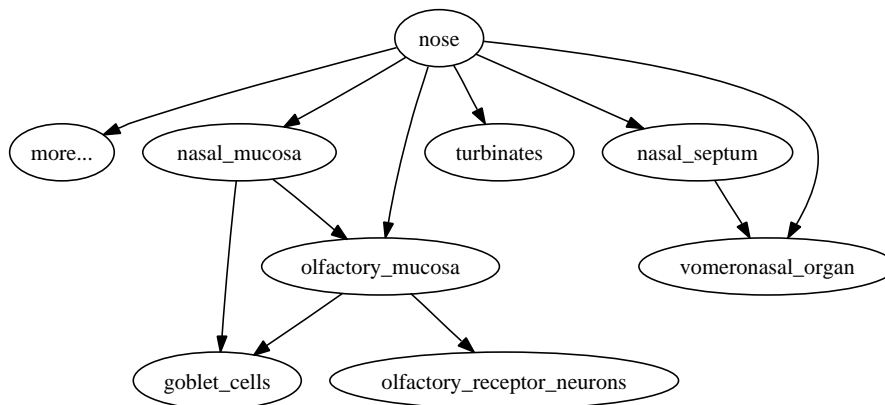 nose
more...
nasal_mucosa
turbinates
nasal_septum
olfactory_mucosa
vomeronasal_organ
goblet_cells
olfactory_receptor_neurons